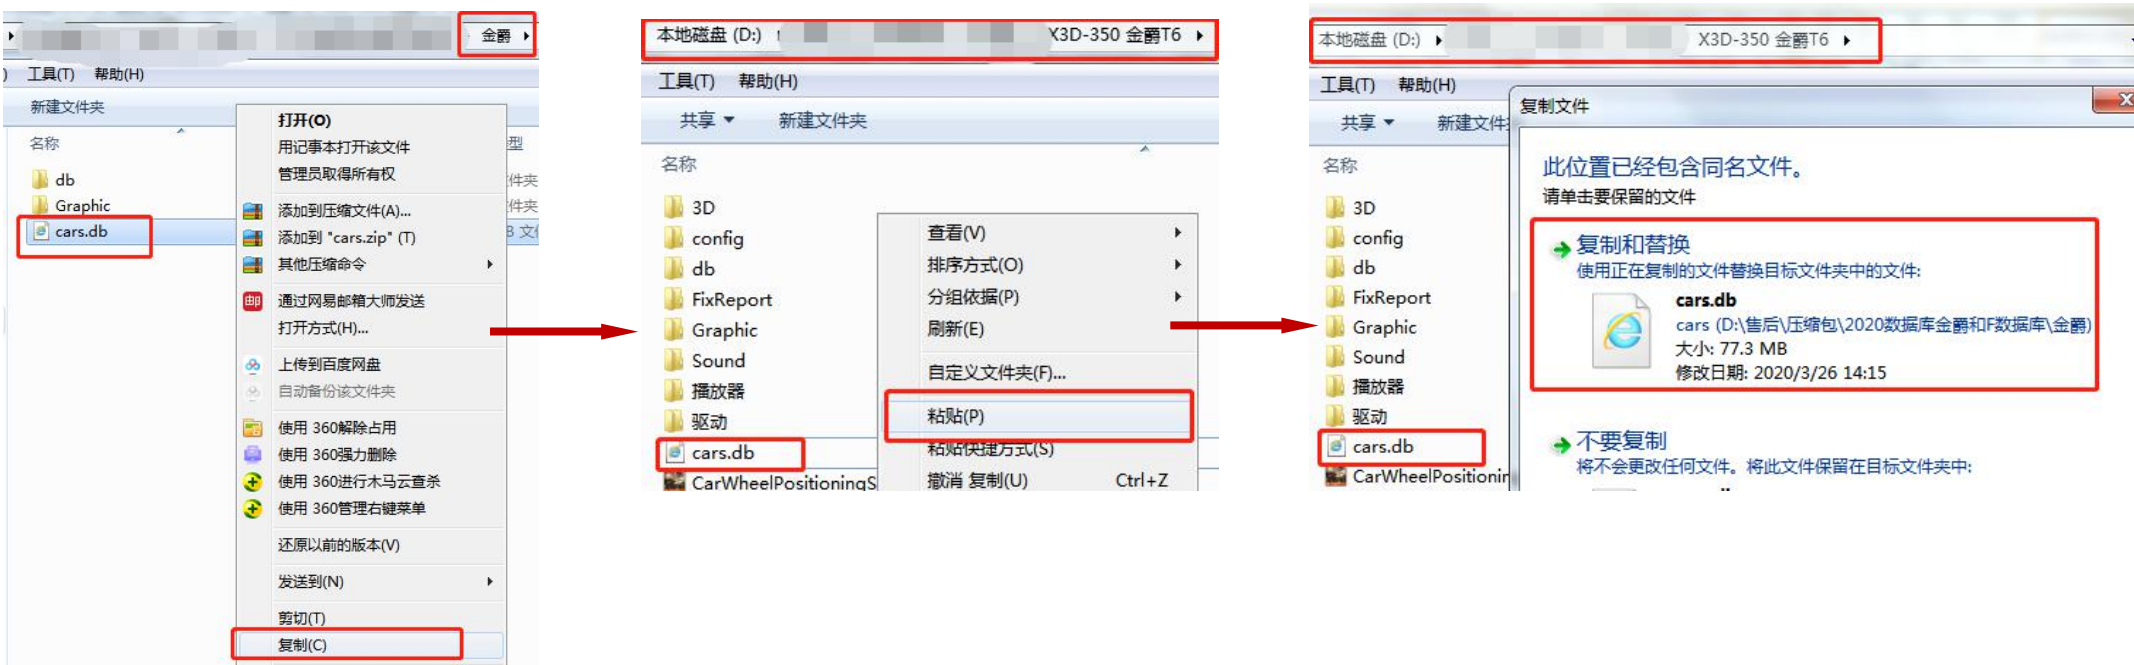 金爵
工具(T) 帮助(H)
新建文件夹
名称
型
db
件夹
Graphic
件夹
cars.db
打开(O)
用记事本打开该文件
管理员取得所有权
添加到压缩文件(A)...
添加到 "cars.zip" (T)
其他压缩命令
通过网易邮箱大师发送
打开方式(H)...
上传到百度网盘
自动备份该文件夹
使用 360解除占用
使用 360强力删除
使用 360进行木马云查杀
使用 360管理右键菜单
还原以前的版本(V)
发送到(N)
剪切(T)
复制(C)
本地磁盘 (D:) X3D-350 金爵T6
工具(T) 帮助(H)
共享 新建文件夹
名称
3D
config
db
FixReport
Graphic
Sound
播放器
驱动
cars.db
CarWheelPositioningS
查看(V)
排序方式(O)
分组依据(P)
刷新(E)
自定义文件夹(F)...
粘贴(P)
粘贴快捷方式(S)
撤消 复制(U) Ctrl+Z
本地磁盘 (D:) X3D-350 金爵T6
工具(T) 帮助(H)
共享 新建文件
名称
3D
config
db
FixReport
Graphic
Sound
播放器
驱动
cars.db
CarWheelPositionin
复制文件
此位置已经包含同名文件。
请单击要保留的文件
复制和替换
使用正在复制的文件替换目标文件夹中的文件:
cars.db
cars (D:\售后\压缩包\2020数据库金爵和F数据库\金爵)
大小: 77.3 MB
修改日期: 2020/3/26 14:15
不要复制
将不会更改任何文件。将此文件保留在目标文件夹中: